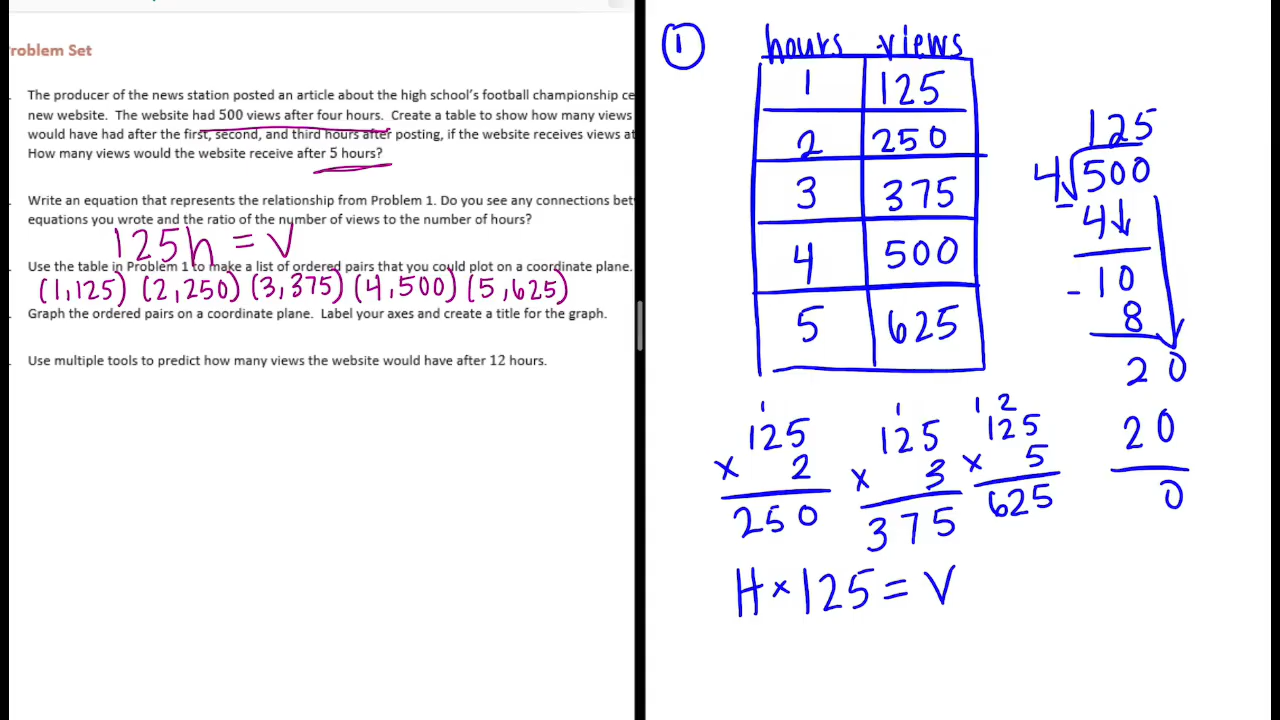 roblem Set
The producer of the news station posted an article about the high school's football championship ce
new website. The website had 500 views after four hours. Create a table to show how many views
would have had after the first, second, and third hours after posting, if the website receives views at
How many views would the website receive after 5 hours?
Write an equation that represents the relationship from Problem 1. Do you see any connections bet
equations you wrote and the ratio of the number of views to the number of hours?
125h = V
Use the table in Problem 1 to make a list of ordered pairs that you could plot on a coordinate plane.
(1,125) (2,250) (3,375) (4,500) (5,625)
Graph the ordered pairs on a coordinate plane. Label your axes and create a title for the graph.
Use multiple tools to predict how many views the website would have after 12 hours.
1 hours views
1 125
2 250
3 375
4 500
5 625
125
4 500
4
- 10
8
20
20
0
1
125
x 2
250
1
125
x 3
375
1 2
125
x 5
625
H x 125 = V